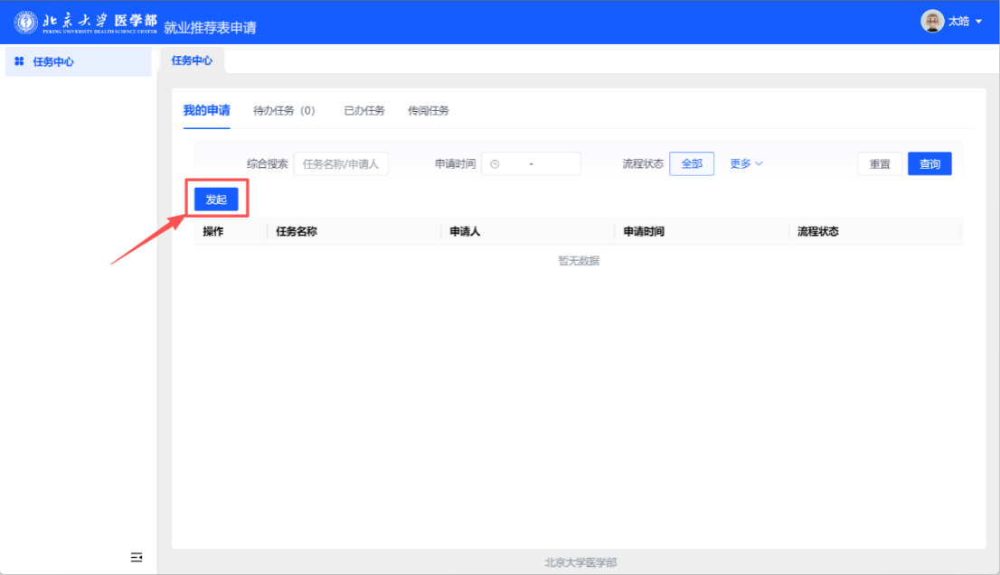 北京大学医学部 就业推荐表申请 太皓
PEKING UNIVERSITY HEALTH SCIENCE CENTER
任务中心
任务中心
我的申请 待办任务（0） 已办任务 传阅任务
综合搜索 任务名称/申请人 申请时间 - 流程状态 全部 更多 重置 查询
发起
操作 任务名称 申请人 申请时间 流程状态
暂无数据
北京大学医学部